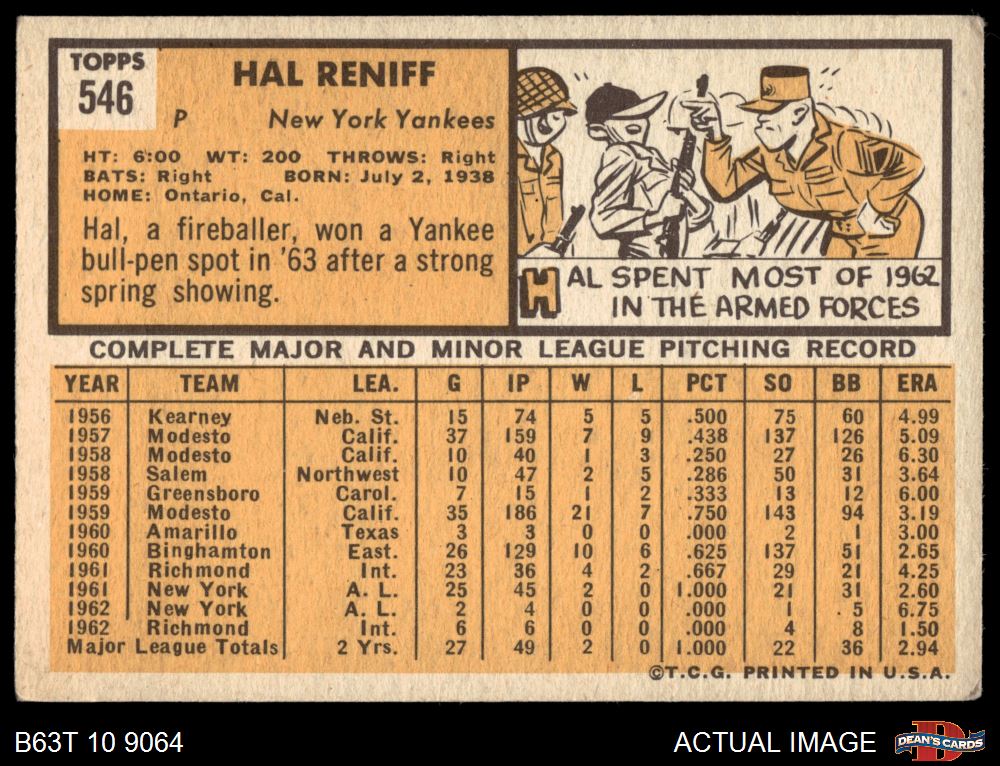 TOPPS
546
HAL RENIFF
P New York Yankees
HT: 6:00 WT: 200 THROWS: Right
BATS: Right BORN: July 2, 1938
HOME: Ontario, Cal.
Hal, a fireballer, won a Yankee
bull-pen spot in '63 after a strong
spring showing.
HAL SPENT MOST OF 1962
IN THE ARMED FORCES
COMPLETE MAJOR AND MINOR LEAGUE PITCHING RECORD
YEAR TEAM LEA. G IP W L PCT SO BB ERA
1956 Kearney Neb. St. 15 74 5 5 .500 75 60 4.99
1957 Modesto Calif. 37 159 7 9 .438 137 126 5.09
1958 Modesto Calif. 10 40 1 3 .250 27 26 6.30
1958 Salem Northwest 10 47 2 5 .286 50 31 3.64
1959 Greensboro Carol. 7 15 1 2 .333 13 12 6.00
1959 Modesto Calif. 35 186 21 7 .750 143 94 3.19
1960 Amarillo Texas 3 3 0 0 .000 2 1 3.00
1960 Binghamton East. 26 129 10 6 .625 137 51 2.65
1961 Richmond Int. 23 36 4 2 .667 29 21 4.25
1961 New York A. L. 25 45 2 0 1.000 21 31 2.60
1962 New York A. L. 2 4 0 0 .000 1 5 6.75
1962 Richmond Int. 6 6 0 0 .000 4 8 1.50
Major League Totals 2 Yrs. 27 49 2 0 1.000 22 36 2.94
©T.C.G. PRINTED IN U.S.A.
B63T 10 9064
ACTUAL IMAGE
DEAN'S CARDS